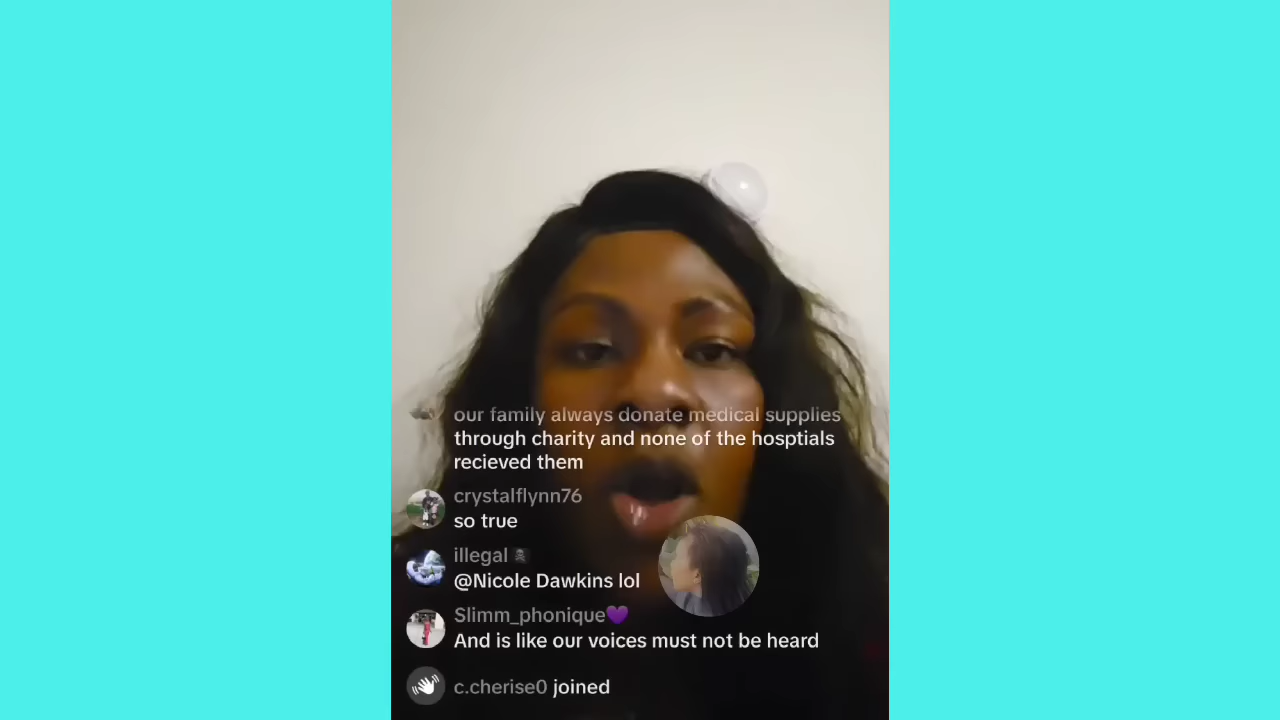 our family always donate medical supplies
through charity and none of the hosptials
recieved them
crystalflynn76
so true
illegal
@Nicole Dawkins lol
Slimm_phonique💜
And is like our voices must not be heard
c.cherise0 joined